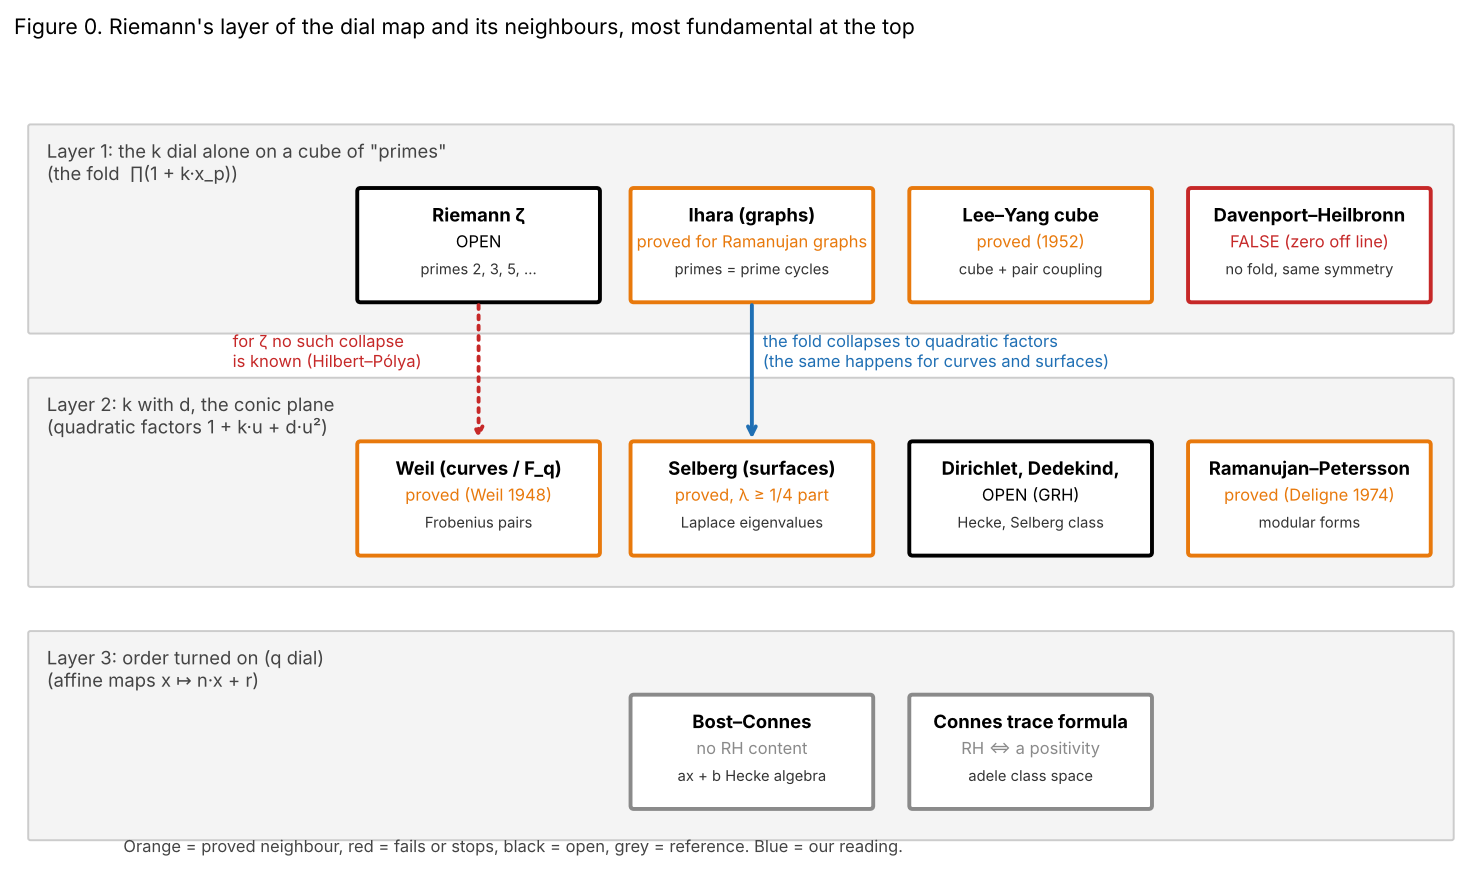 Figure 0. Riemann's layer of the dial map and its neighbours, most fundamental at the top
Layer 1: the k dial alone on a cube of "primes"
(the fold ∏(1 + k·x_p))
Riemann ζ
OPEN
primes 2, 3, 5, ...
Ihara (graphs)
proved for Ramanujan graphs
primes = prime cycles
Lee–Yang cube
proved (1952)
cube + pair coupling
Davenport–Heilbronn
FALSE (zero off line)
no fold, same symmetry
for ζ no such collapse
is known (Hilbert–Pólya)
the fold collapses to quadratic factors
(the same happens for curves and surfaces)
Layer 2: k with d, the conic plane
(quadratic factors 1 + k·u + d·u²)
Weil (curves / F_q)
proved (Weil 1948)
Frobenius pairs
Selberg (surfaces)
proved, λ ≥ 1/4 part
Laplace eigenvalues
Dirichlet, Dedekind,
OPEN (GRH)
Hecke, Selberg class
Ramanujan–Petersson
proved (Deligne 1974)
modular forms
Layer 3: order turned on (q dial)
(affine maps x ↦ n·x + r)
Bost–Connes
no RH content
ax + b Hecke algebra
Connes trace formula
RH ⇔ a positivity
adele class space
Orange = proved neighbour, red = fails or stops, black = open, grey = reference. Blue = our reading.